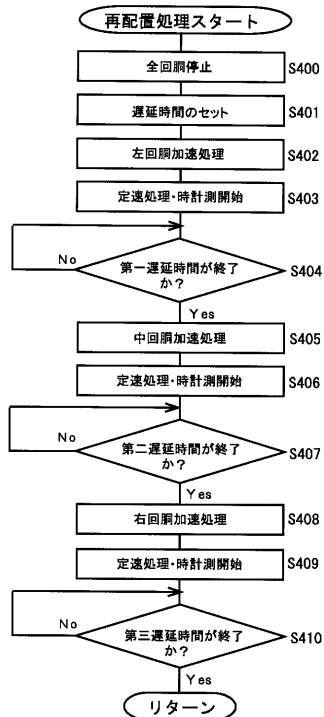 再配置処理スタート
全回胴停止 S400
遅延時間のセット S401
左回胴加速処理 S402
定速処理・時計測開始 S403
第一遅延時間が終了
か? S404
No
Yes
中回胴加速処理 S405
定速処理・時計測開始 S406
第二遅延時間が終了
か? S407
No
Yes
右回胴加速処理 S408
定速処理・時計測開始 S409
第三遅延時間が終了
か? S410
No
Yes
リターン